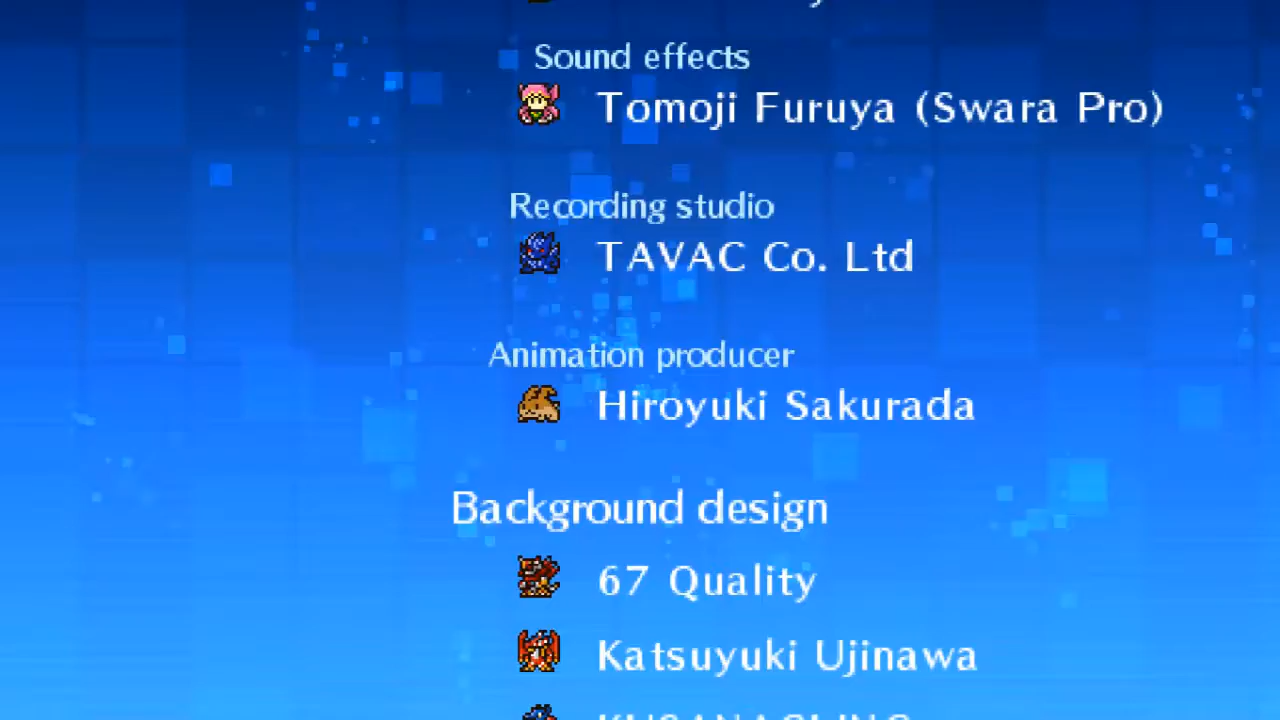 Sound effects
Tomoji Furuya (Swara Pro)
Recording studio
TAVAC Co. Ltd
Animation producer
Hiroyuki Sakurada
Background design
67 Quality
Katsuyuki Ujinawa